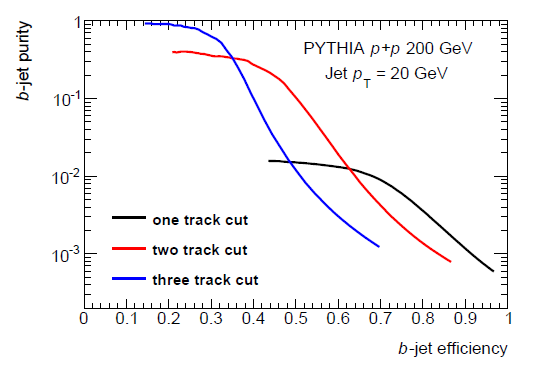 b-jet purity
1
10⁻¹
10⁻²
10⁻³
PYTHIA p+p 200 GeV
Jet p_T = 20 GeV
one track cut
two track cut
three track cut
0 0.1 0.2 0.3 0.4 0.5 0.6 0.7 0.8 0.9 1
b-jet efficiency